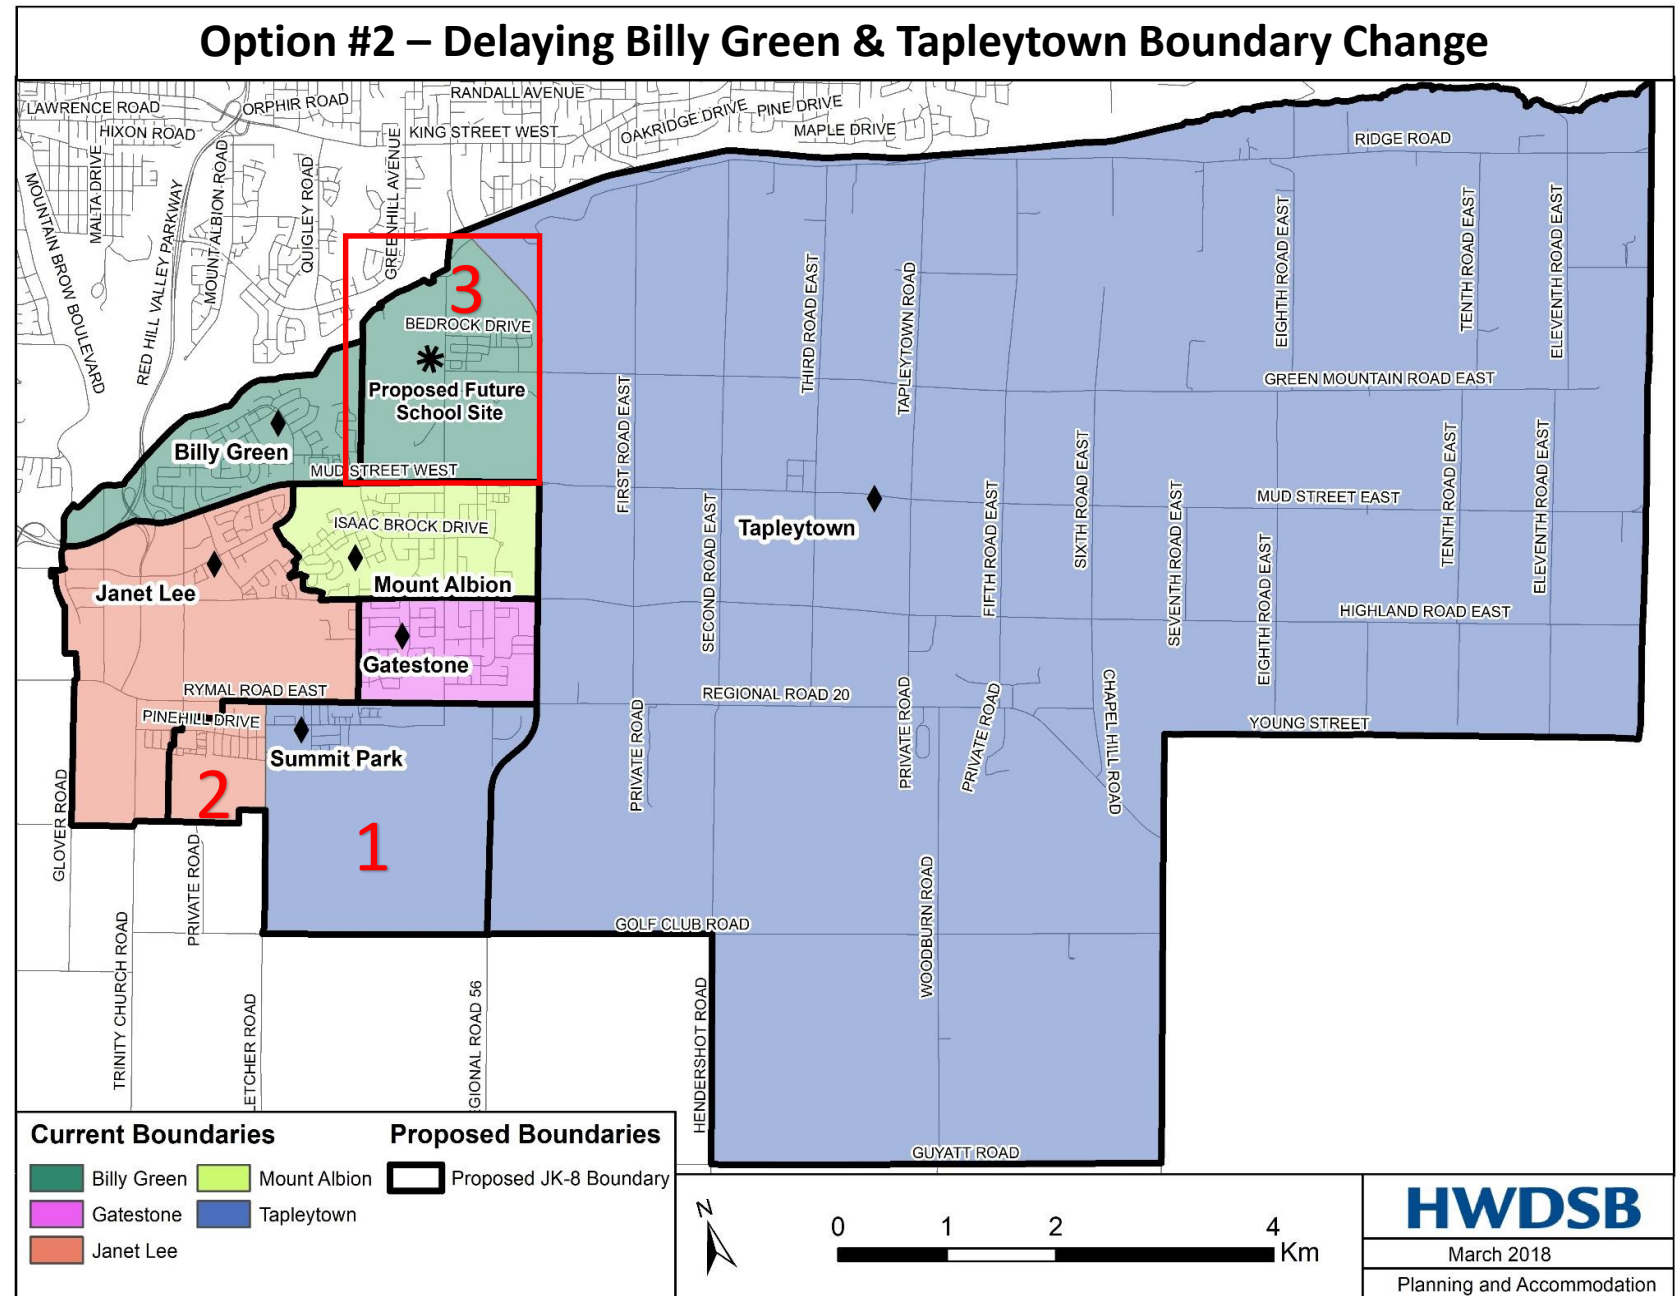 Option #2 – Delaying Billy Green & Tapleytown Boundary Change
LAWRENCE ROAD
ORPHIR ROAD
RANDALL AVENUE
HIXON ROAD
KING STREET WEST
OAKRIDGE DRIVE
PINE DRIVE
MAPLE DRIVE
RIDGE ROAD
MOUNTAIN BROW BOULEVARD
MALTA DRIVE
RED HILL VALLEY PARKWAY
MOUNT ALBION ROAD
QUIGLEY ROAD
GREENHILL AVENUE
3
BEDROCK DRIVE
Proposed Future
School Site
THIRD ROAD EAST
TAPLEYTOWN ROAD
EIGHTH ROAD EAST
TENTH ROAD EAST
ELEVENTH ROAD EAST
GREEN MOUNTAIN ROAD EAST
Billy Green
MUD STREET WEST
FIRST ROAD EAST
MUD STREET EAST
ISAAC BROCK DRIVE
Tapleytown
SECOND ROAD EAST
FIFTH ROAD EAST
SIXTH ROAD EAST
SEVENTH ROAD EAST
EIGHTH ROAD EAST
TENTH ROAD EAST
ELEVENTH ROAD EAST
Janet Lee
Mount Albion
HIGHLAND ROAD EAST
Gatestone
RYMAL ROAD EAST
REGIONAL ROAD 20
PINEHILL DRIVE
YOUNG STREET
Summit Park
PRIVATE ROAD
PRIVATE ROAD
PRIVATE ROAD
CHAPEL HILL ROAD
2
1
GLOVER ROAD
PRIVATE ROAD
TRINITY CHURCH ROAD
LETCHER ROAD
EGIONAL ROAD 56
GOLF CLUB ROAD
WOODBURN ROAD
HENDERSHOT ROAD
GUYATT ROAD
Current Boundaries
Proposed Boundaries
Billy Green
Mount Albion
Proposed JK-8 Boundary
Gatestone
Tapleytown
Janet Lee
N
0 1 2 4
Km
HWDSB
March 2018
Planning and Accommodation